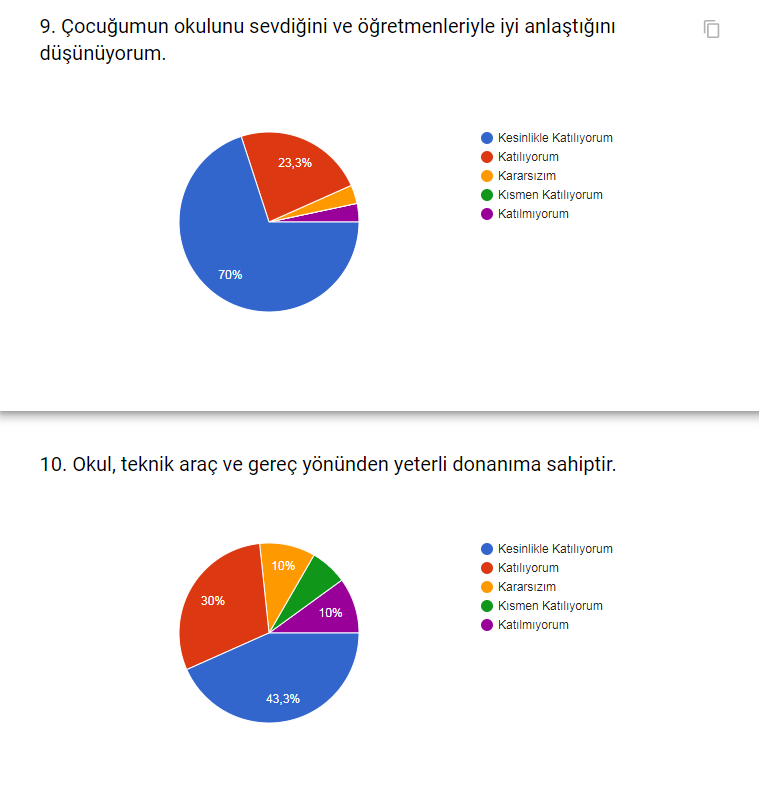 9. Çocuğumun okulunu sevdiğini ve öğretmenleriyle iyi anlaştığını
düşünüyorum.
23,3%
70%
Kesinlikle Katılıyorum
Katılıyorum
Kararsızım
Kısmen Katılıyorum
Katılmıyorum
10. Okul, teknik araç ve gereç yönünden yeterli donanıma sahiptir.
10%
30%
10%
43,3%
Kesinlikle Katılıyorum
Katılıyorum
Kararsızım
Kısmen Katılıyorum
Katılmıyorum